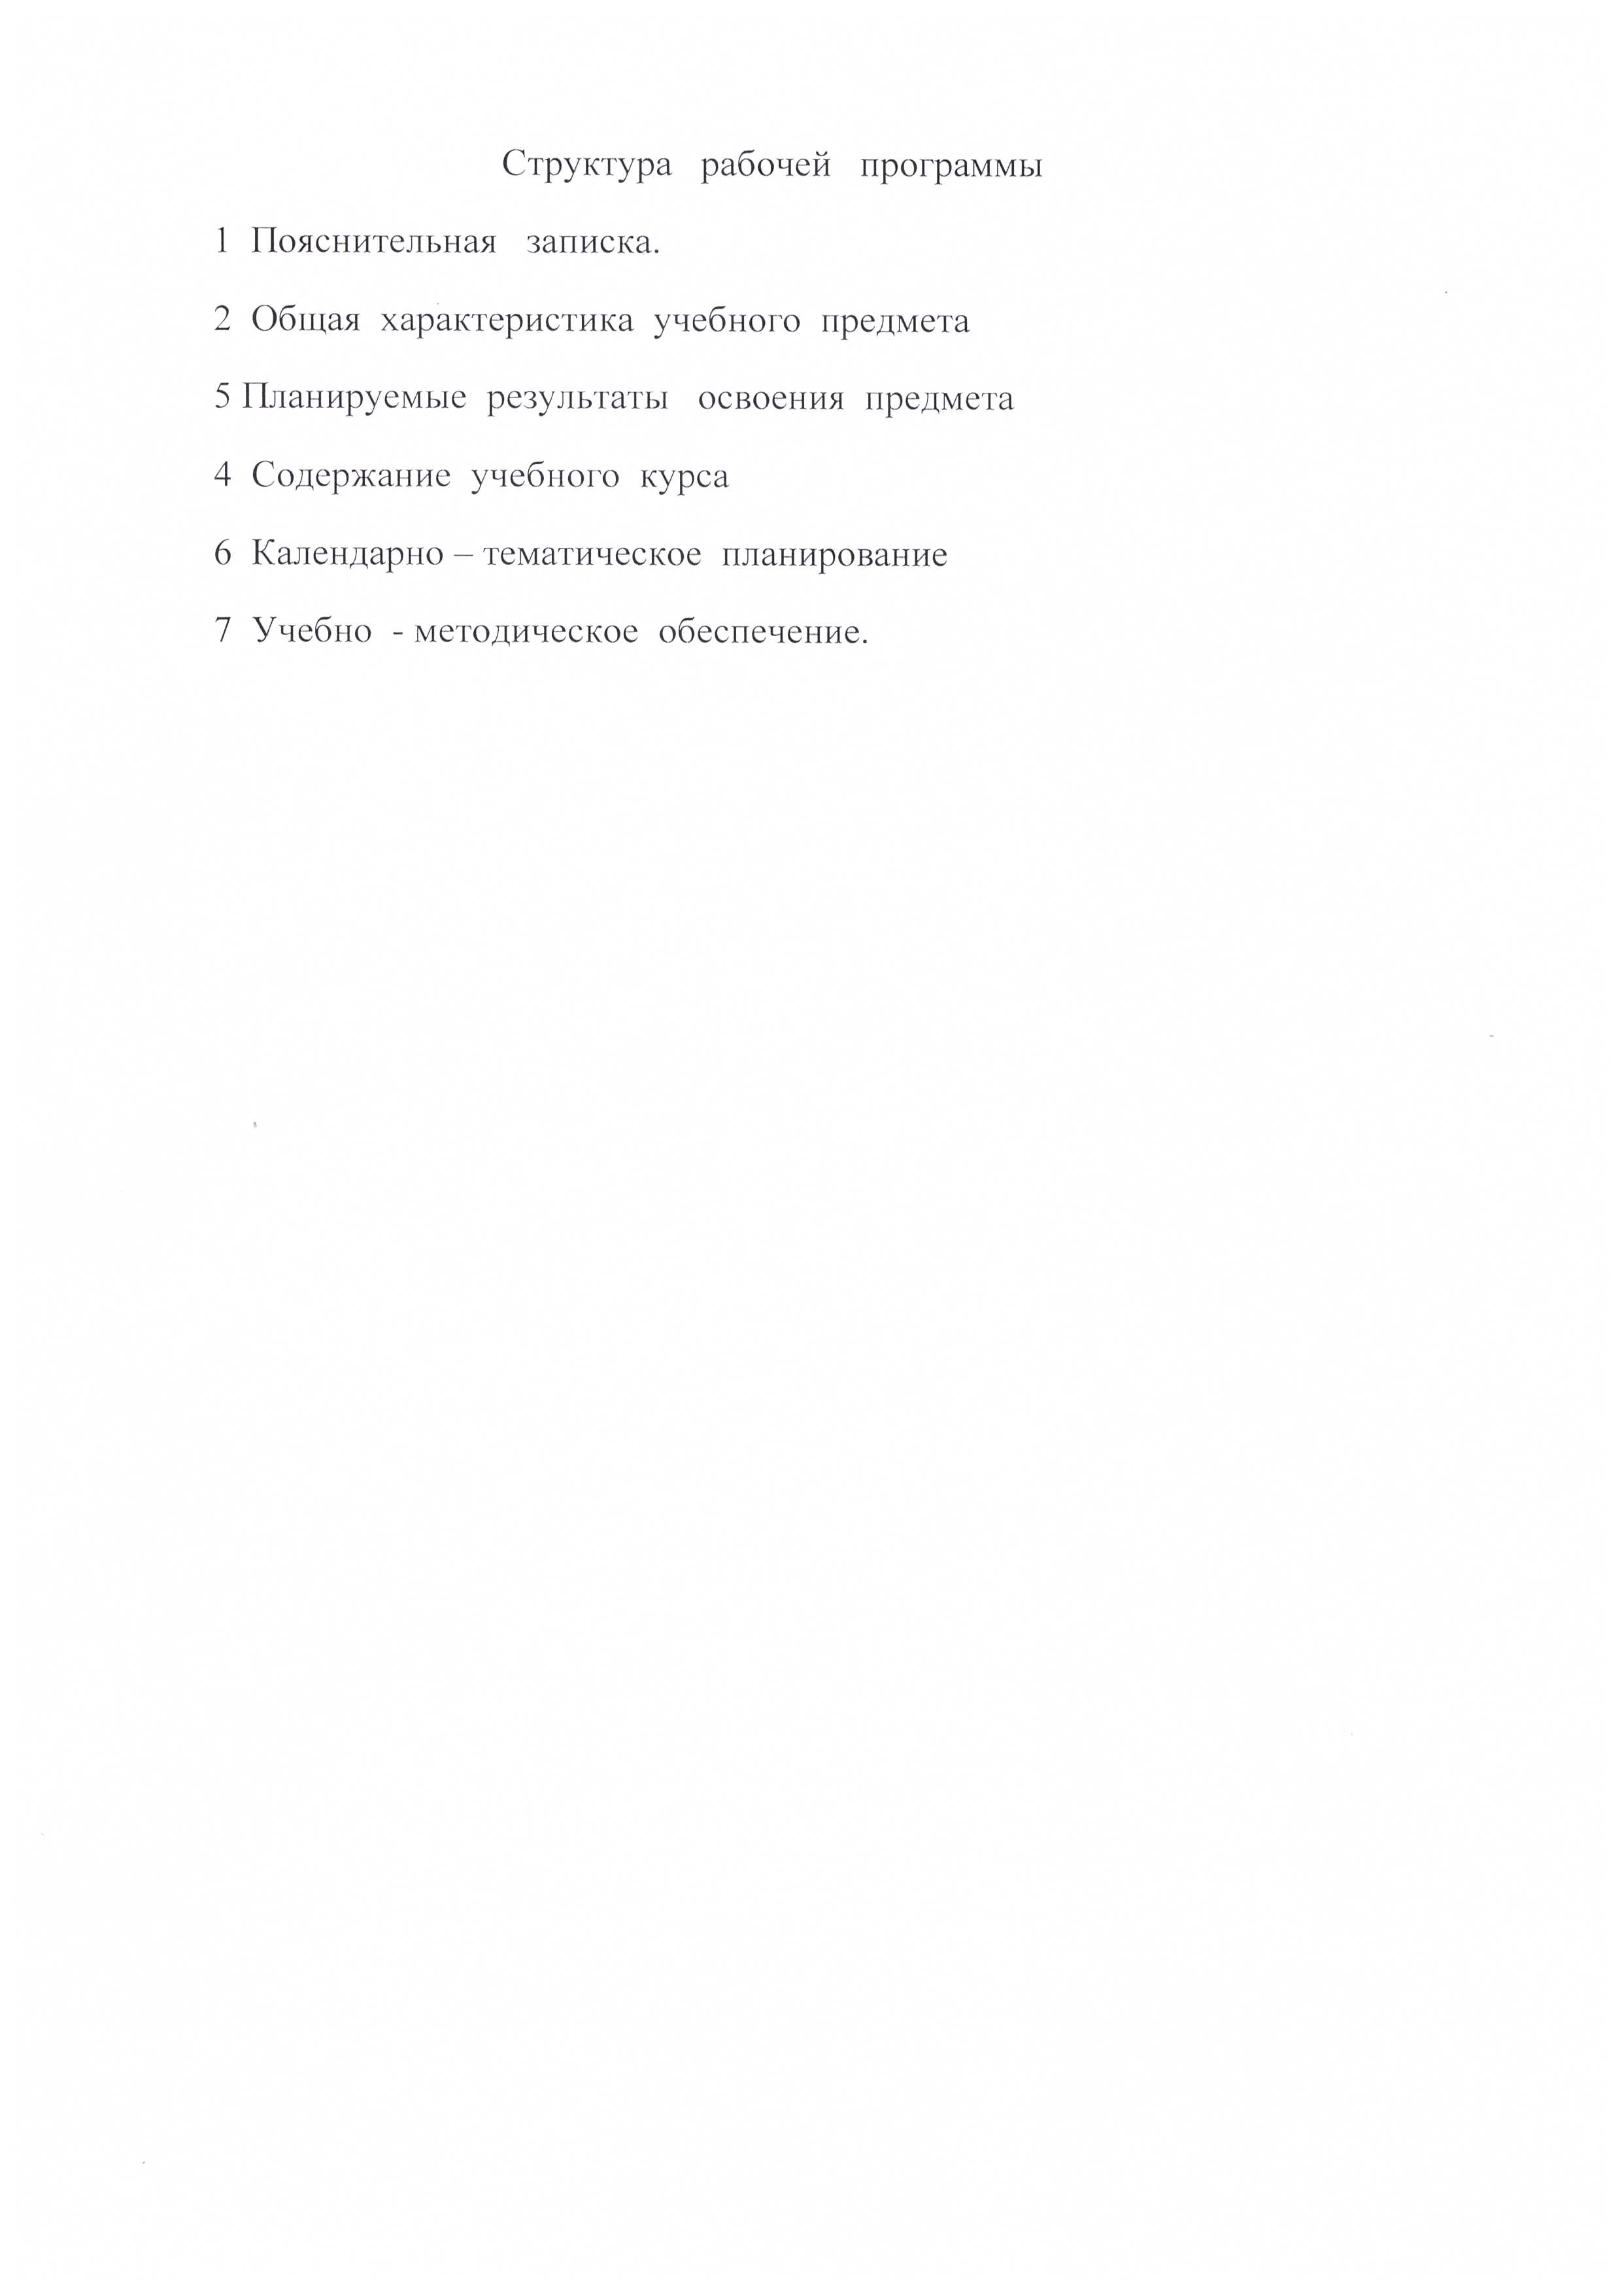 Структура рабочей программы
1 Пояснительная записка.
2 Общая характеристика учебного предмета
5 Планируемые результаты освоения предмета
4 Содержание учебного курса
6 Календарно – тематическое планирование
7 Учебно - методическое обеспечение.